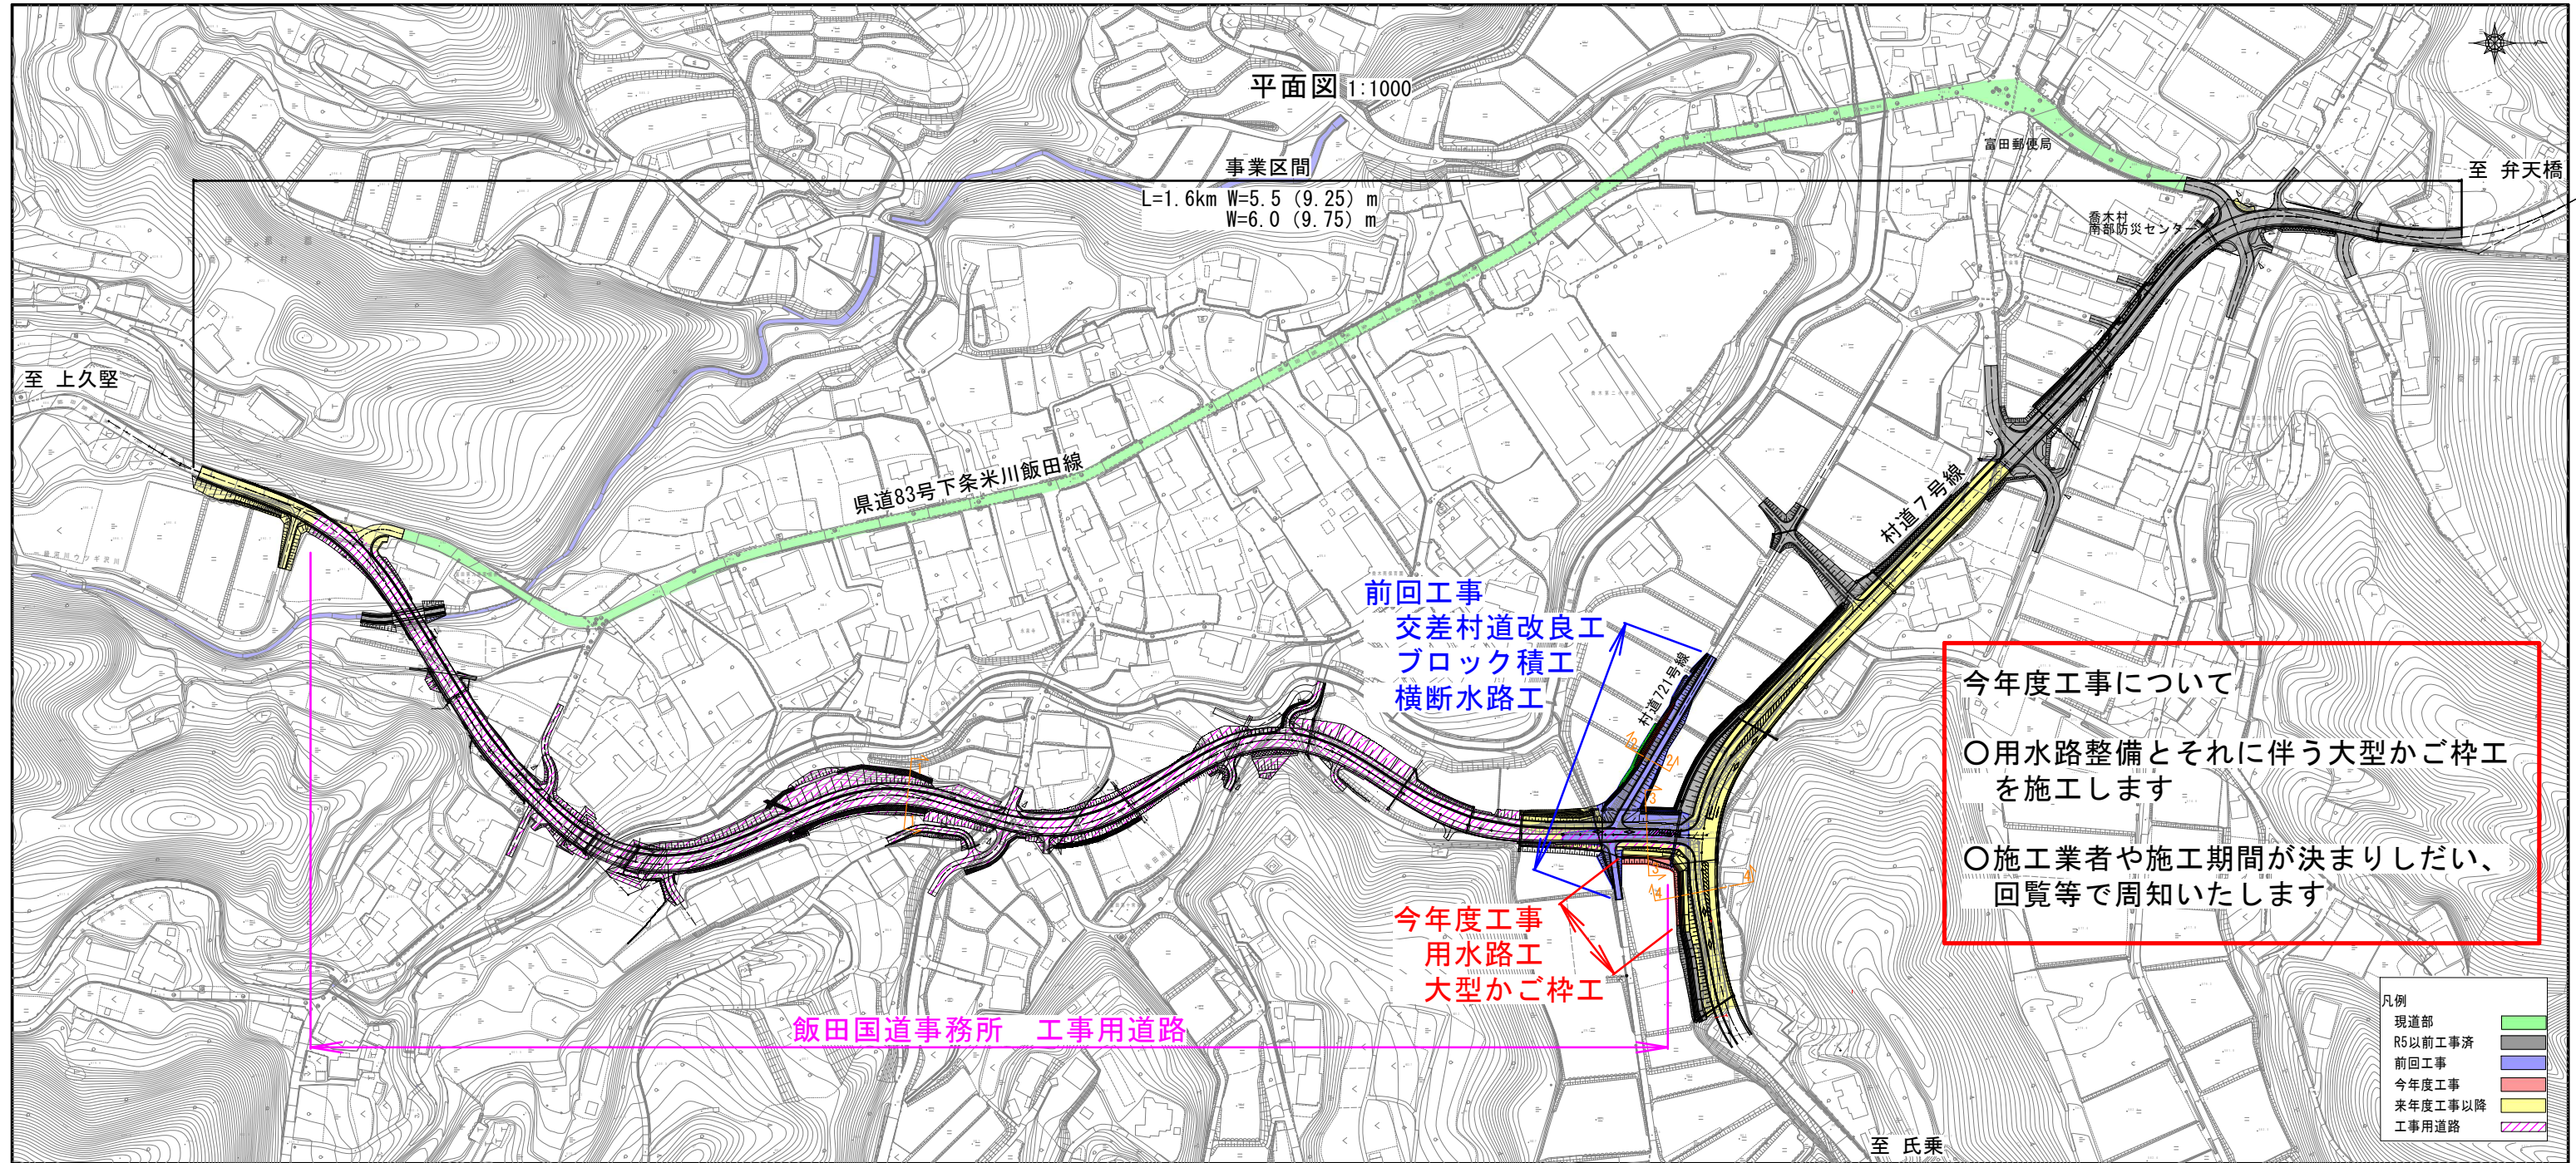 平面図 1:1000
事業区間
L=1.6km W=5.5 (9.25) m
W=6.0 (9.75) m
富田郵便局
至 弁天橋
喬木村
南部防災センター
至 上久堅
県道83号下条米川飯田線
村道7号線
前回工事
交差村道改良工
ブロック積工
横断水路工
村道721号線
今年度工事について
○用水路整備とそれに伴う大型かご枠工
を施工します
○施工業者や施工期間が決まりしだい、
回覧等で周知いたします
今年度工事
用水路工
大型かご枠工
飯田国道事務所 工事用道路
凡例
現道部
R5以前工事済
前回工事
今年度工事
来年度工事以降
工事用道路
至 氏乗